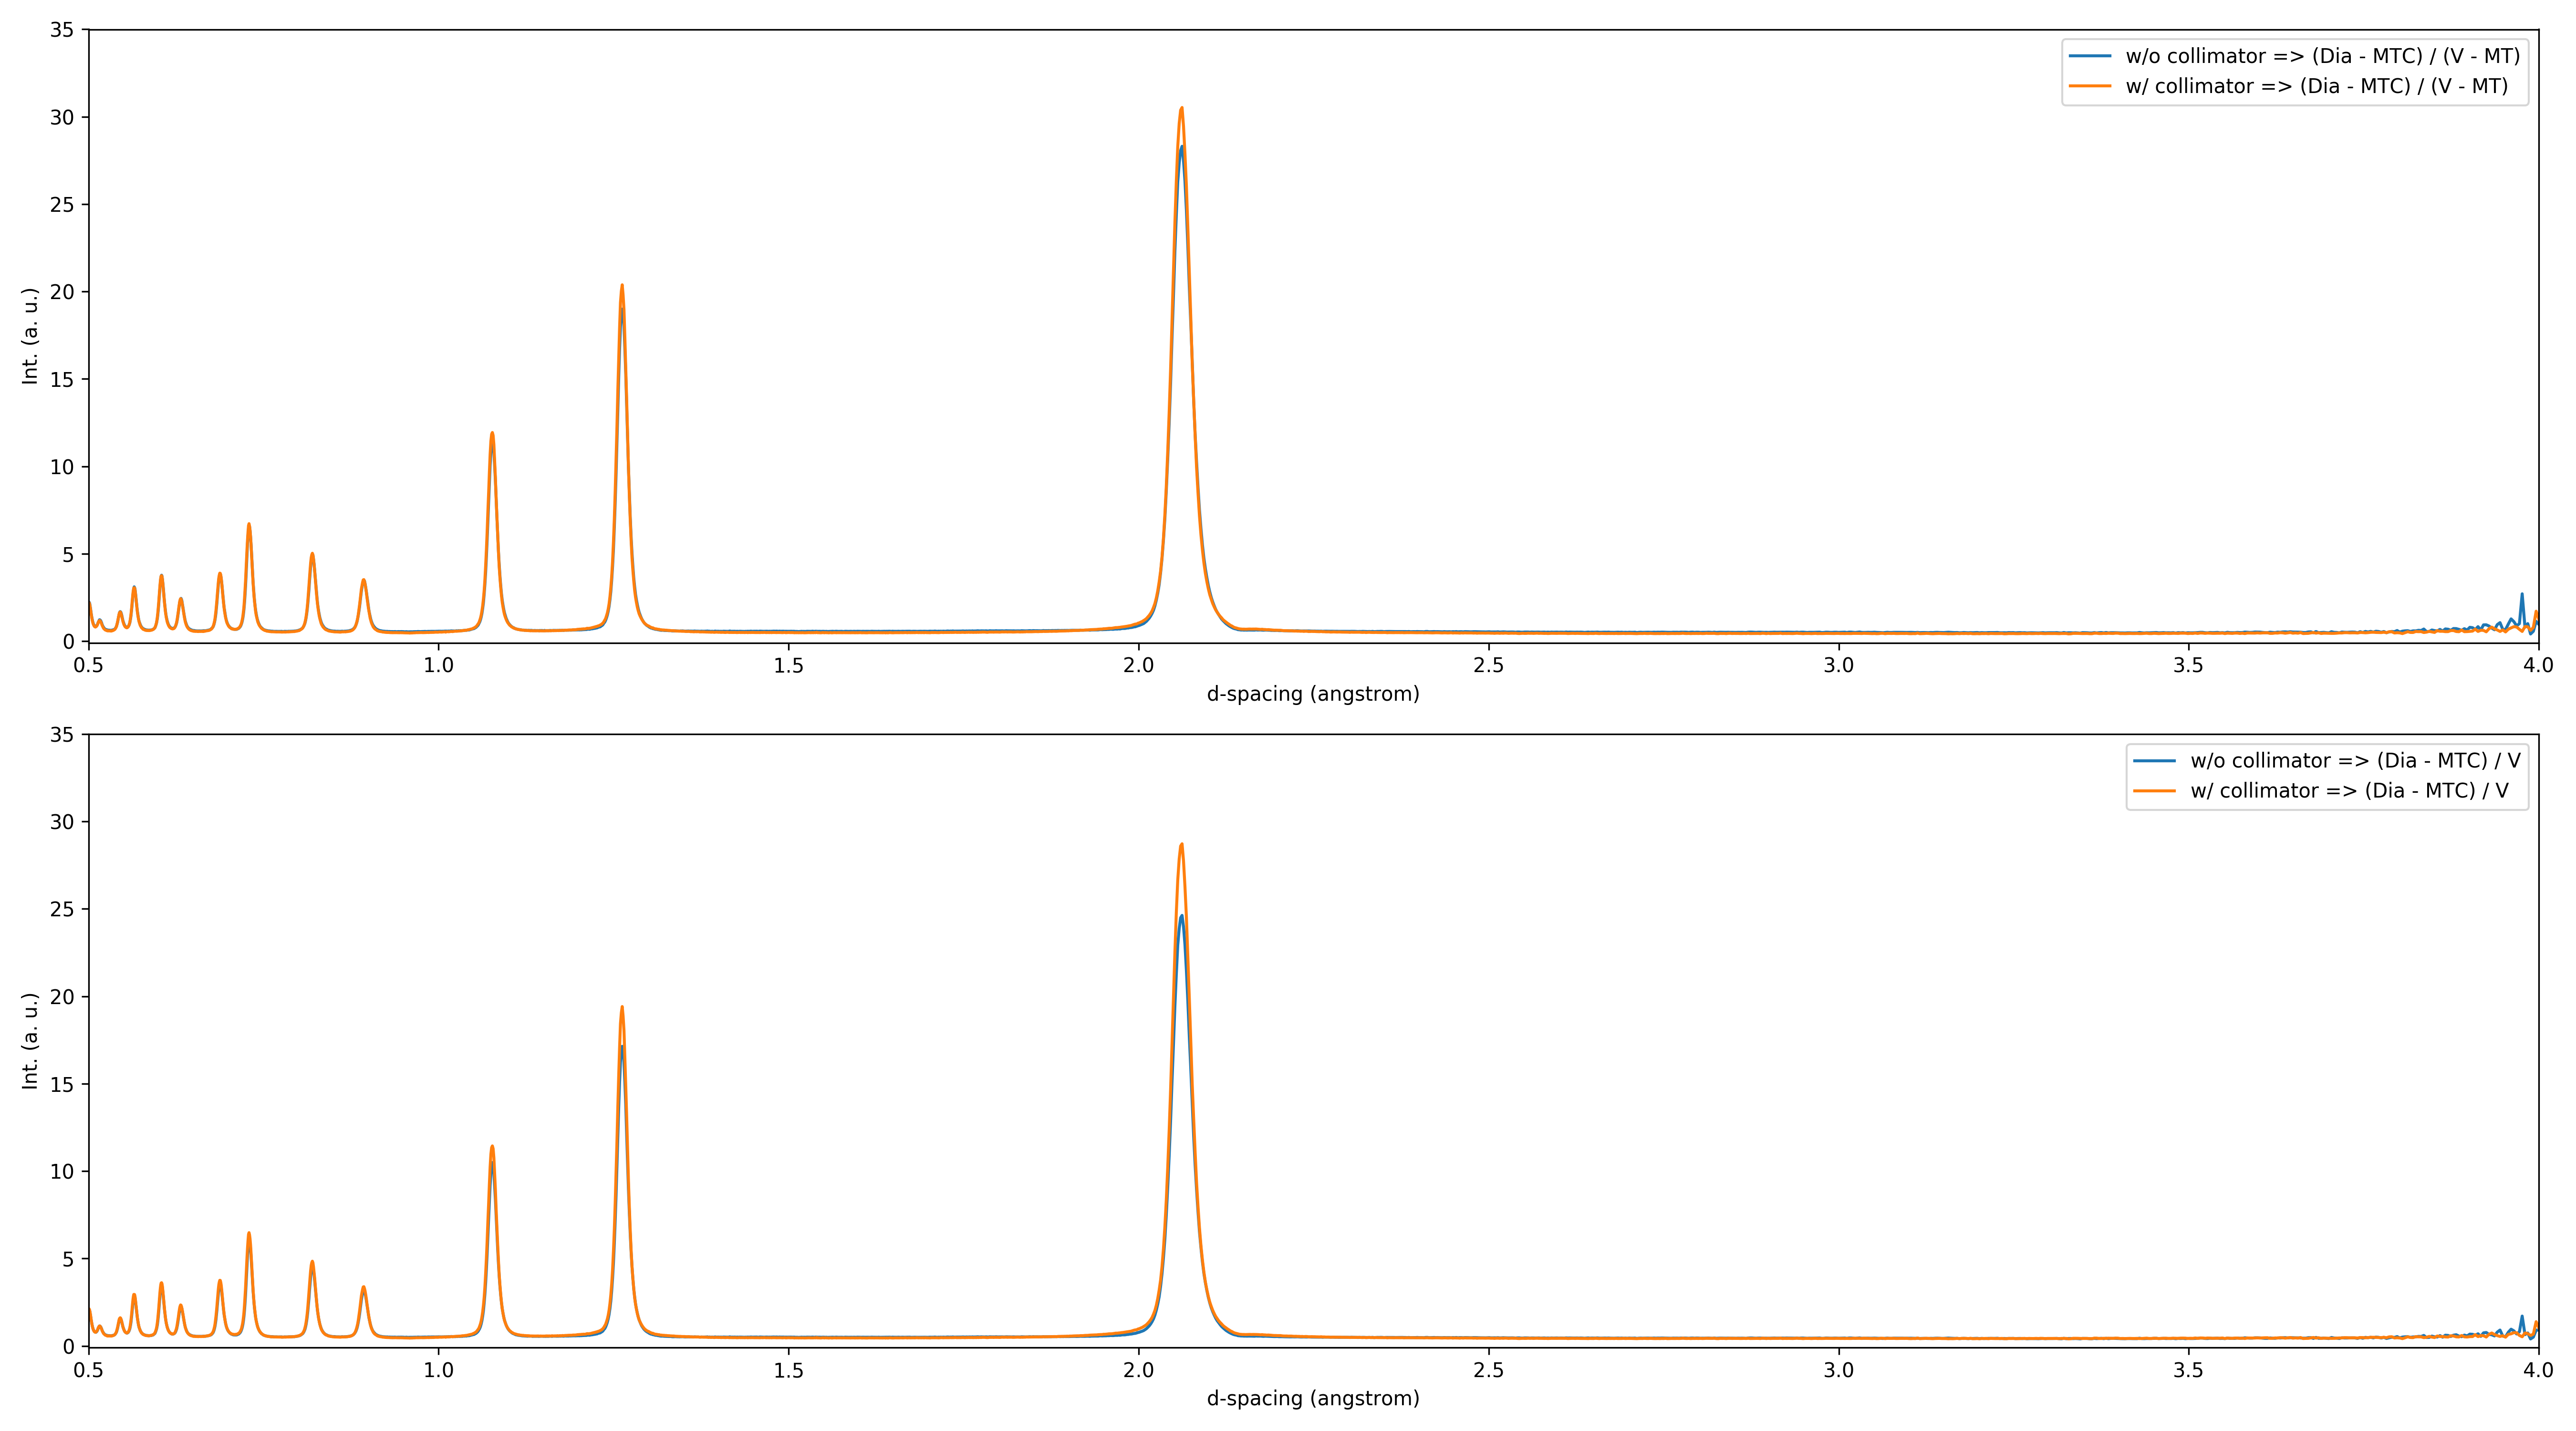 35
30
25
20
15
10
5
0
Int. (a. u.)
w/o collimator => (Dia - MTC) / (V - MT)
w/ collimator => (Dia - MTC) / (V - MT)
0.5 1.0 1.5 2.0 2.5 3.0 3.5 4.0
d-spacing (angstrom)
35
30
25
20
15
10
5
0
Int. (a. u.)
w/o collimator => (Dia - MTC) / V
w/ collimator => (Dia - MTC) / V
0.5 1.0 1.5 2.0 2.5 3.0 3.5 4.0
d-spacing (angstrom)